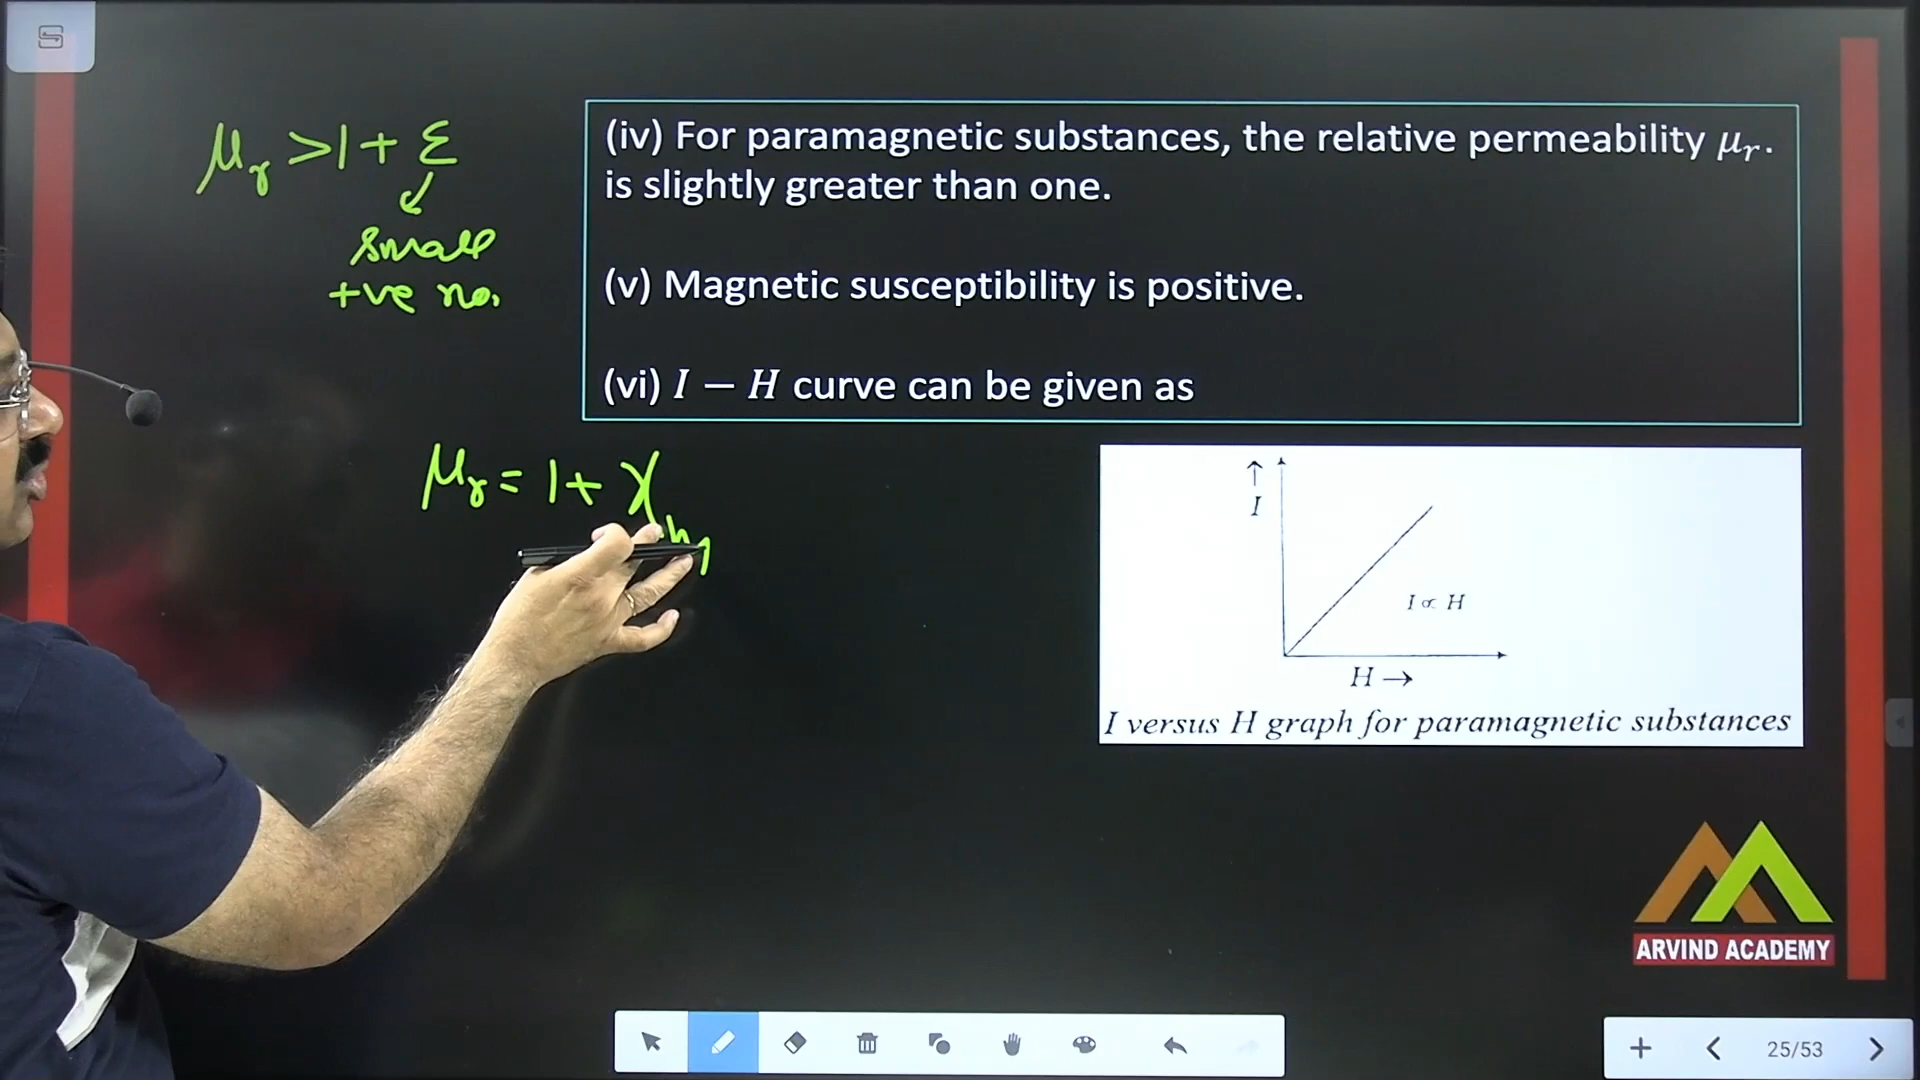 μᵣ > 1 + ε
small
+ve no.
(iv) For paramagnetic substances, the relative permeability μᵣ.
is slightly greater than one.
(v) Magnetic susceptibility is positive.
(vi) I − H curve can be given as
μᵣ = 1 + χₘ
↑
I
I ∝ H
H →
I versus H graph for paramagnetic substances
ARVIND ACADEMY
25/53